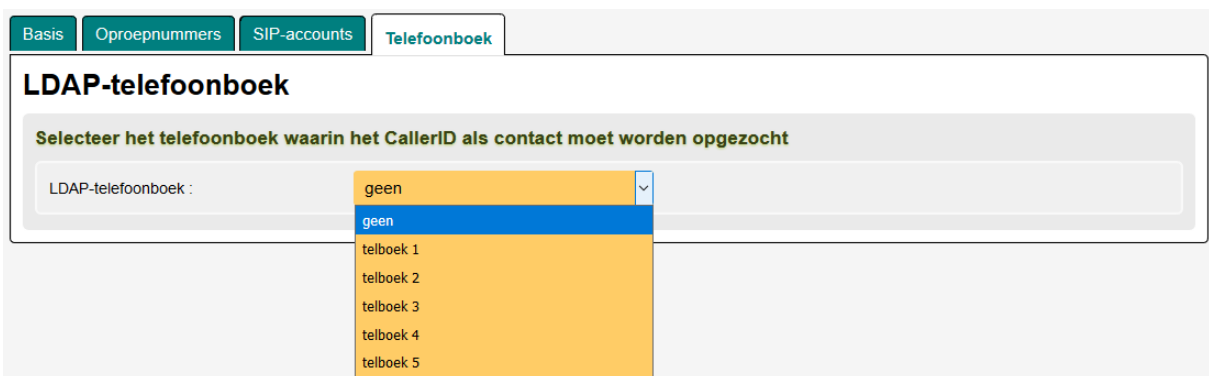 Basis Oproepnummers SIP-accounts Telefoonboek
LDAP-telefoonboek
Selecteer het telefoonboek waarin het CallerID als contact moet worden opgezocht
LDAP-telefoonboek : geen
geen
telboek 1
telboek 2
telboek 3
telboek 4
telboek 5